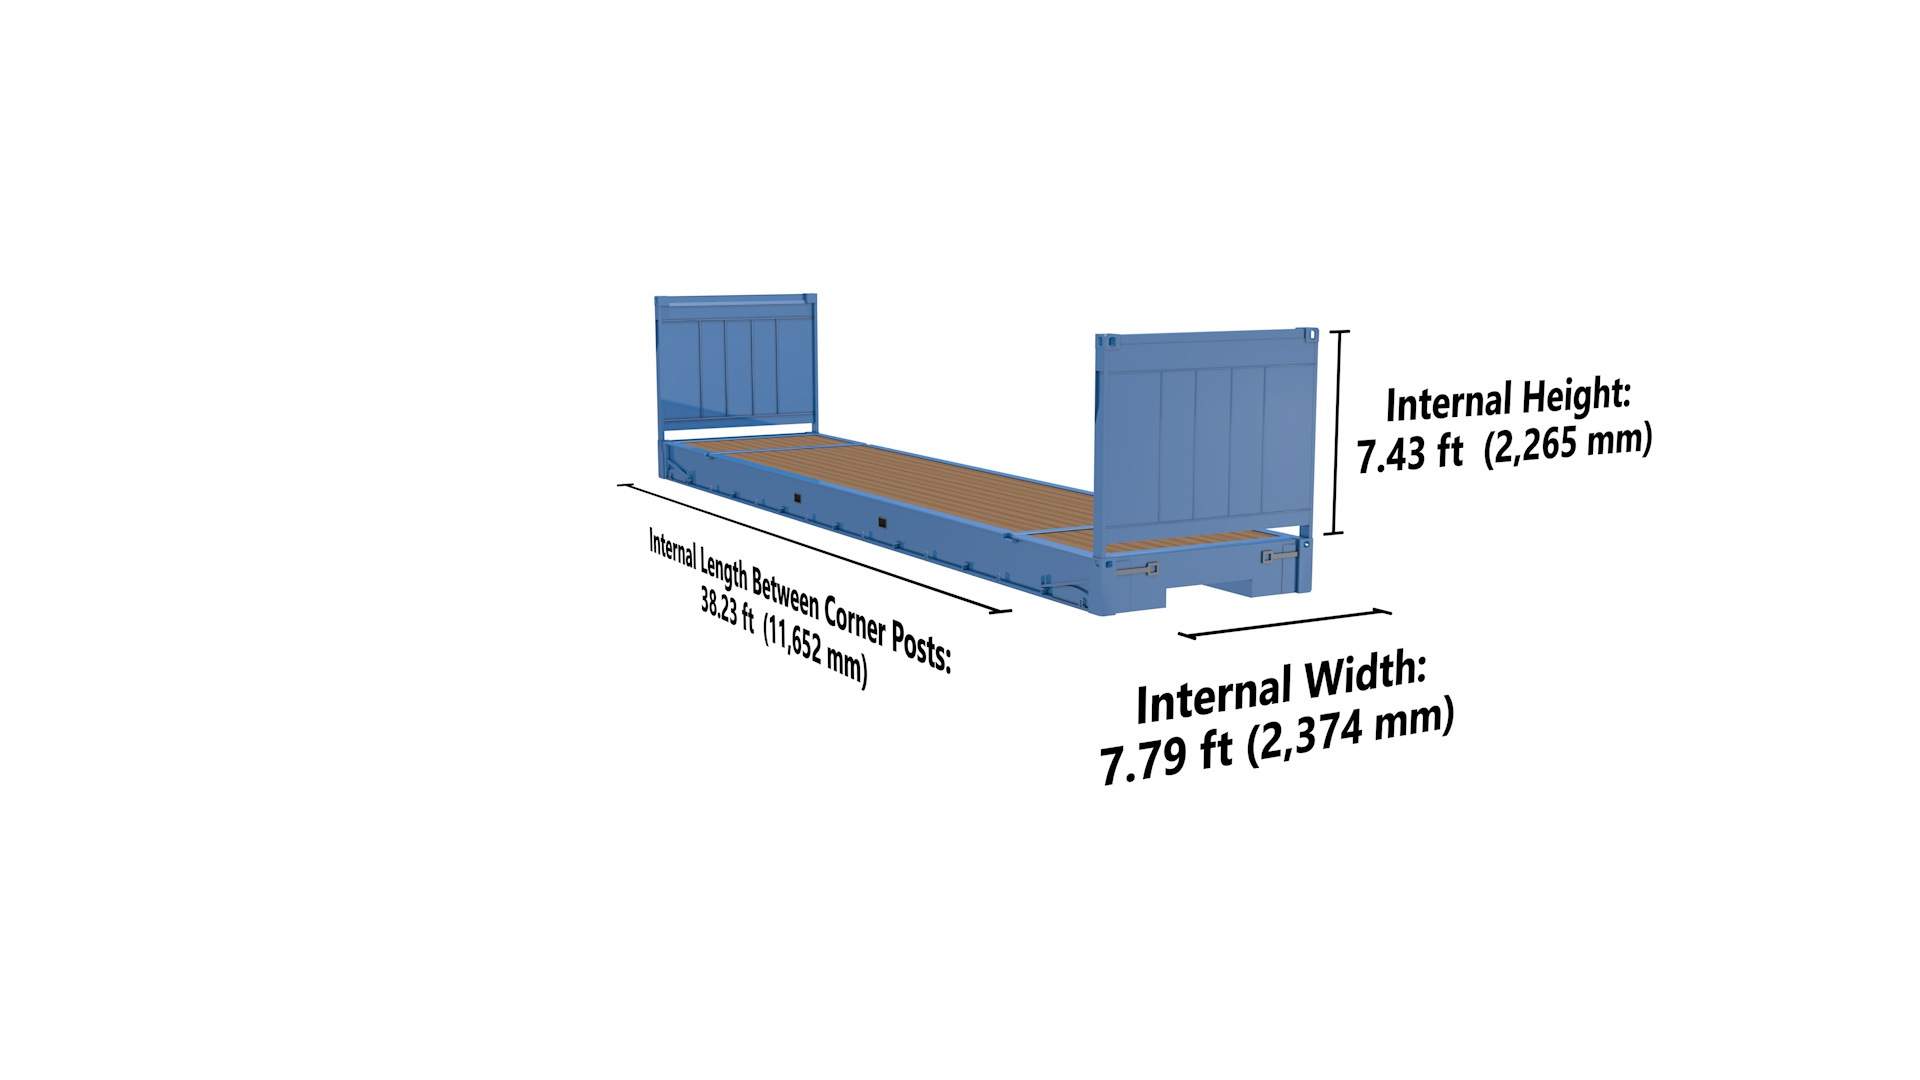 Internal Height:
7.43 ft (2,265 mm)
Internal Length Between Corner Posts:
38.23 ft (11,652 mm)
Internal Width:
7.79 ft (2,374 mm)